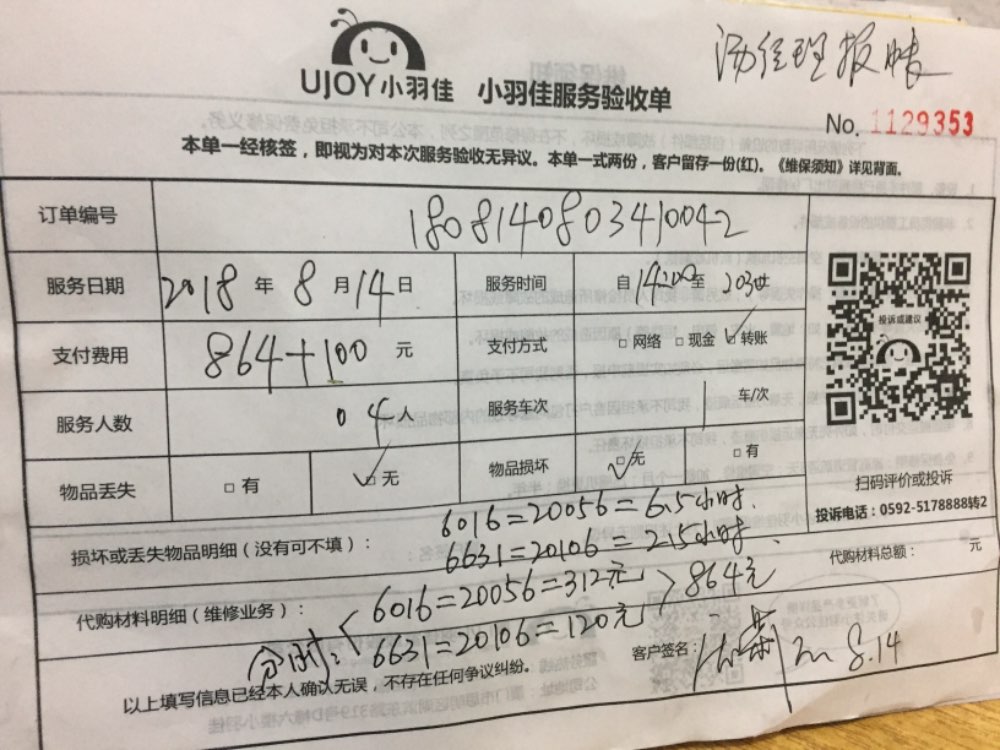 汤经理报帐
UJOY小羽佳 小羽佳服务验收单
No. 1129353
本单一经核签，即视为对本次服务验收无异议。本单一式两份，客户留存一份(红)。《维保须知》详见背面。
订单编号 1808140803410042
服务日期 2018 年 8 月 14 日 服务时间 自 1400 至
投诉或建议
支付费用 864+100 元 支付方式 □ 网络 □ 现金 □ 转账
服务人数 04人 服务车次 1 车/次
物品丢失 □ 有 □ 无 物品损坏 □ 无 □ 有
扫码评价或投诉
投诉电话：0592-5178888转2
6016=20056=6.5小时.
损坏或丢失物品明细（没有可不填）： 6631=20106=2.5小时
代购材料总额： 元
代购材料明细（维修业务）： 6016=20056=312元 >864元
6631=20106=120元
客户签名： 8.14
以上填写信息已经本人确认无误，不存在任何争议纠纷。